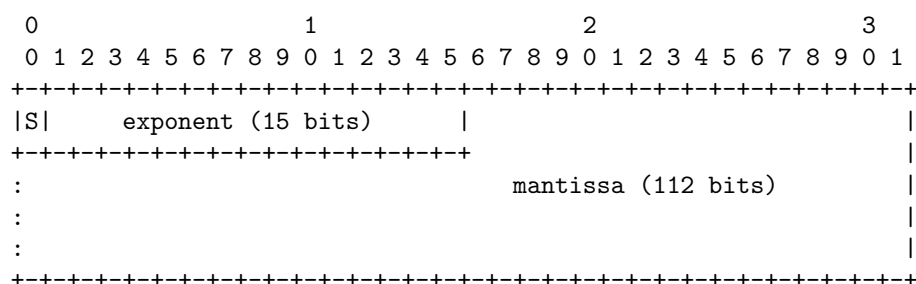 0                   1                   2                   3
0 1 2 3 4 5 6 7 8 9 0 1 2 3 4 5 6 7 8 9 0 1 2 3 4 5 6 7 8 9 0 1
+-+-+-+-+-+-+-+-+-+-+-+-+-+-+-+-+-+-+-+-+-+-+-+-+-+-+-+-+-+-+-+-+
|S|     exponent (15 bits)      |                               |
+-+-+-+-+-+-+-+-+-+-+-+-+-+-+-+-+                               |
:                                   mantissa (112 bits)         |
:                                                               |
:                                                               |
+-+-+-+-+-+-+-+-+-+-+-+-+-+-+-+-+-+-+-+-+-+-+-+-+-+-+-+-+-+-+-+-+